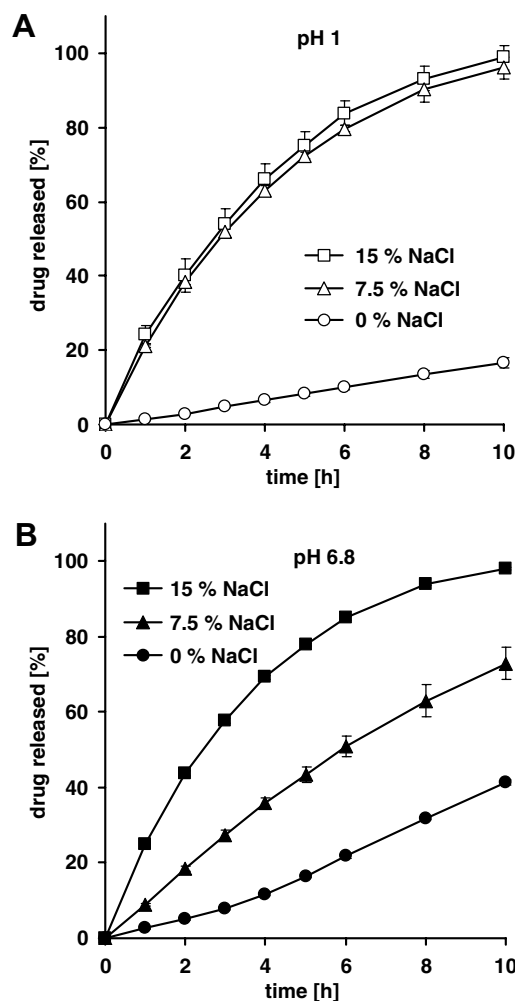 A
pH 1
100
80
60
40
20
0
drug released [%]
15 % NaCl
7.5 % NaCl
0 % NaCl
0 2 4 6 8 10
time [h]
B
pH 6.8
100
80
60
40
20
0
drug released [%]
15 % NaCl
7.5 % NaCl
0 % NaCl
0 2 4 6 8 10
time [h]